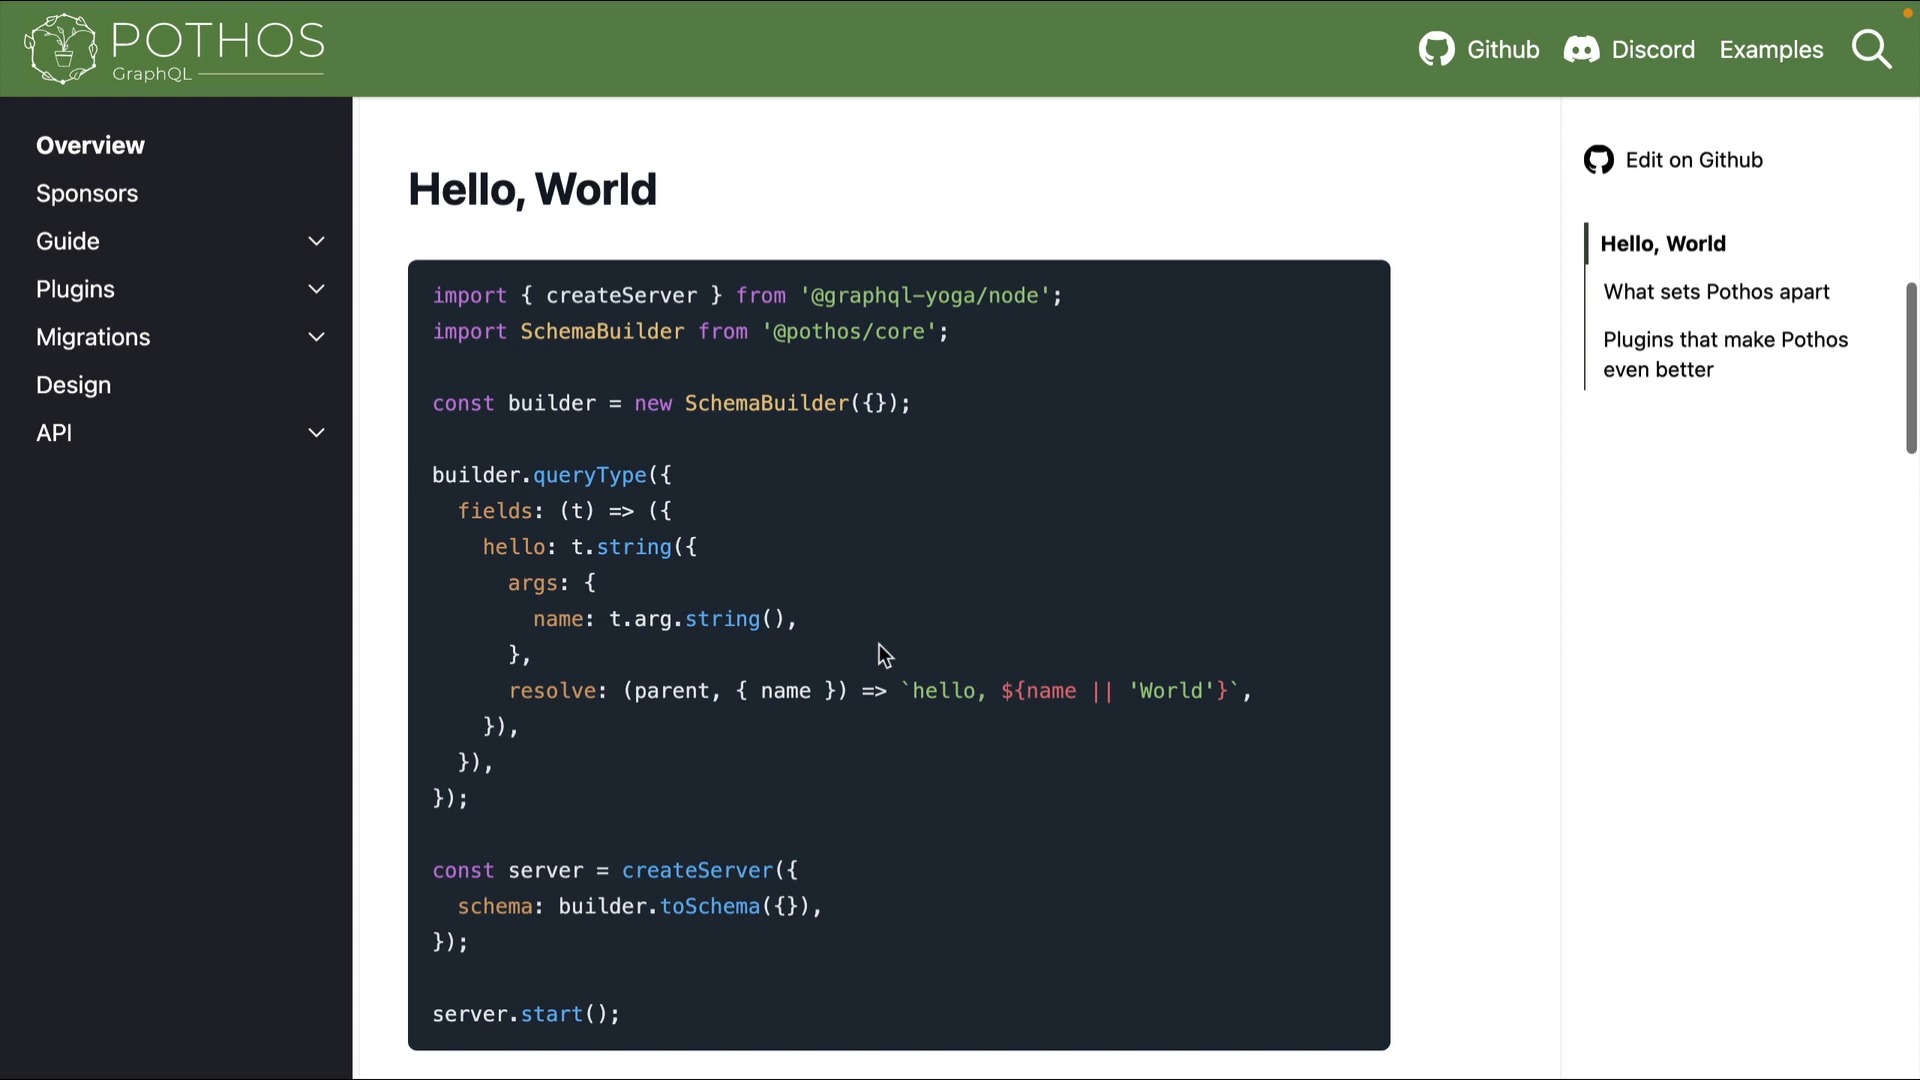 POTHOS
GraphQL
Github
Discord
Examples
Overview
Sponsors
Guide
Plugins
Migrations
Design
API
Hello, World
import { createServer } from '@graphql-yoga/node';
import SchemaBuilder from '@pothos/core';
const builder = new SchemaBuilder({});
builder.queryType({
  fields: (t) => ({
    hello: t.string({
      args: {
        name: t.arg.string(),
      },
      resolve: (parent, { name }) => `hello, ${name || 'World'}`,
    }),
  }),
});
const server = createServer({
  schema: builder.toSchema({}),
});
server.start();
Edit on Github
Hello, World
What sets Pothos apart
Plugins that make Pothos
even better